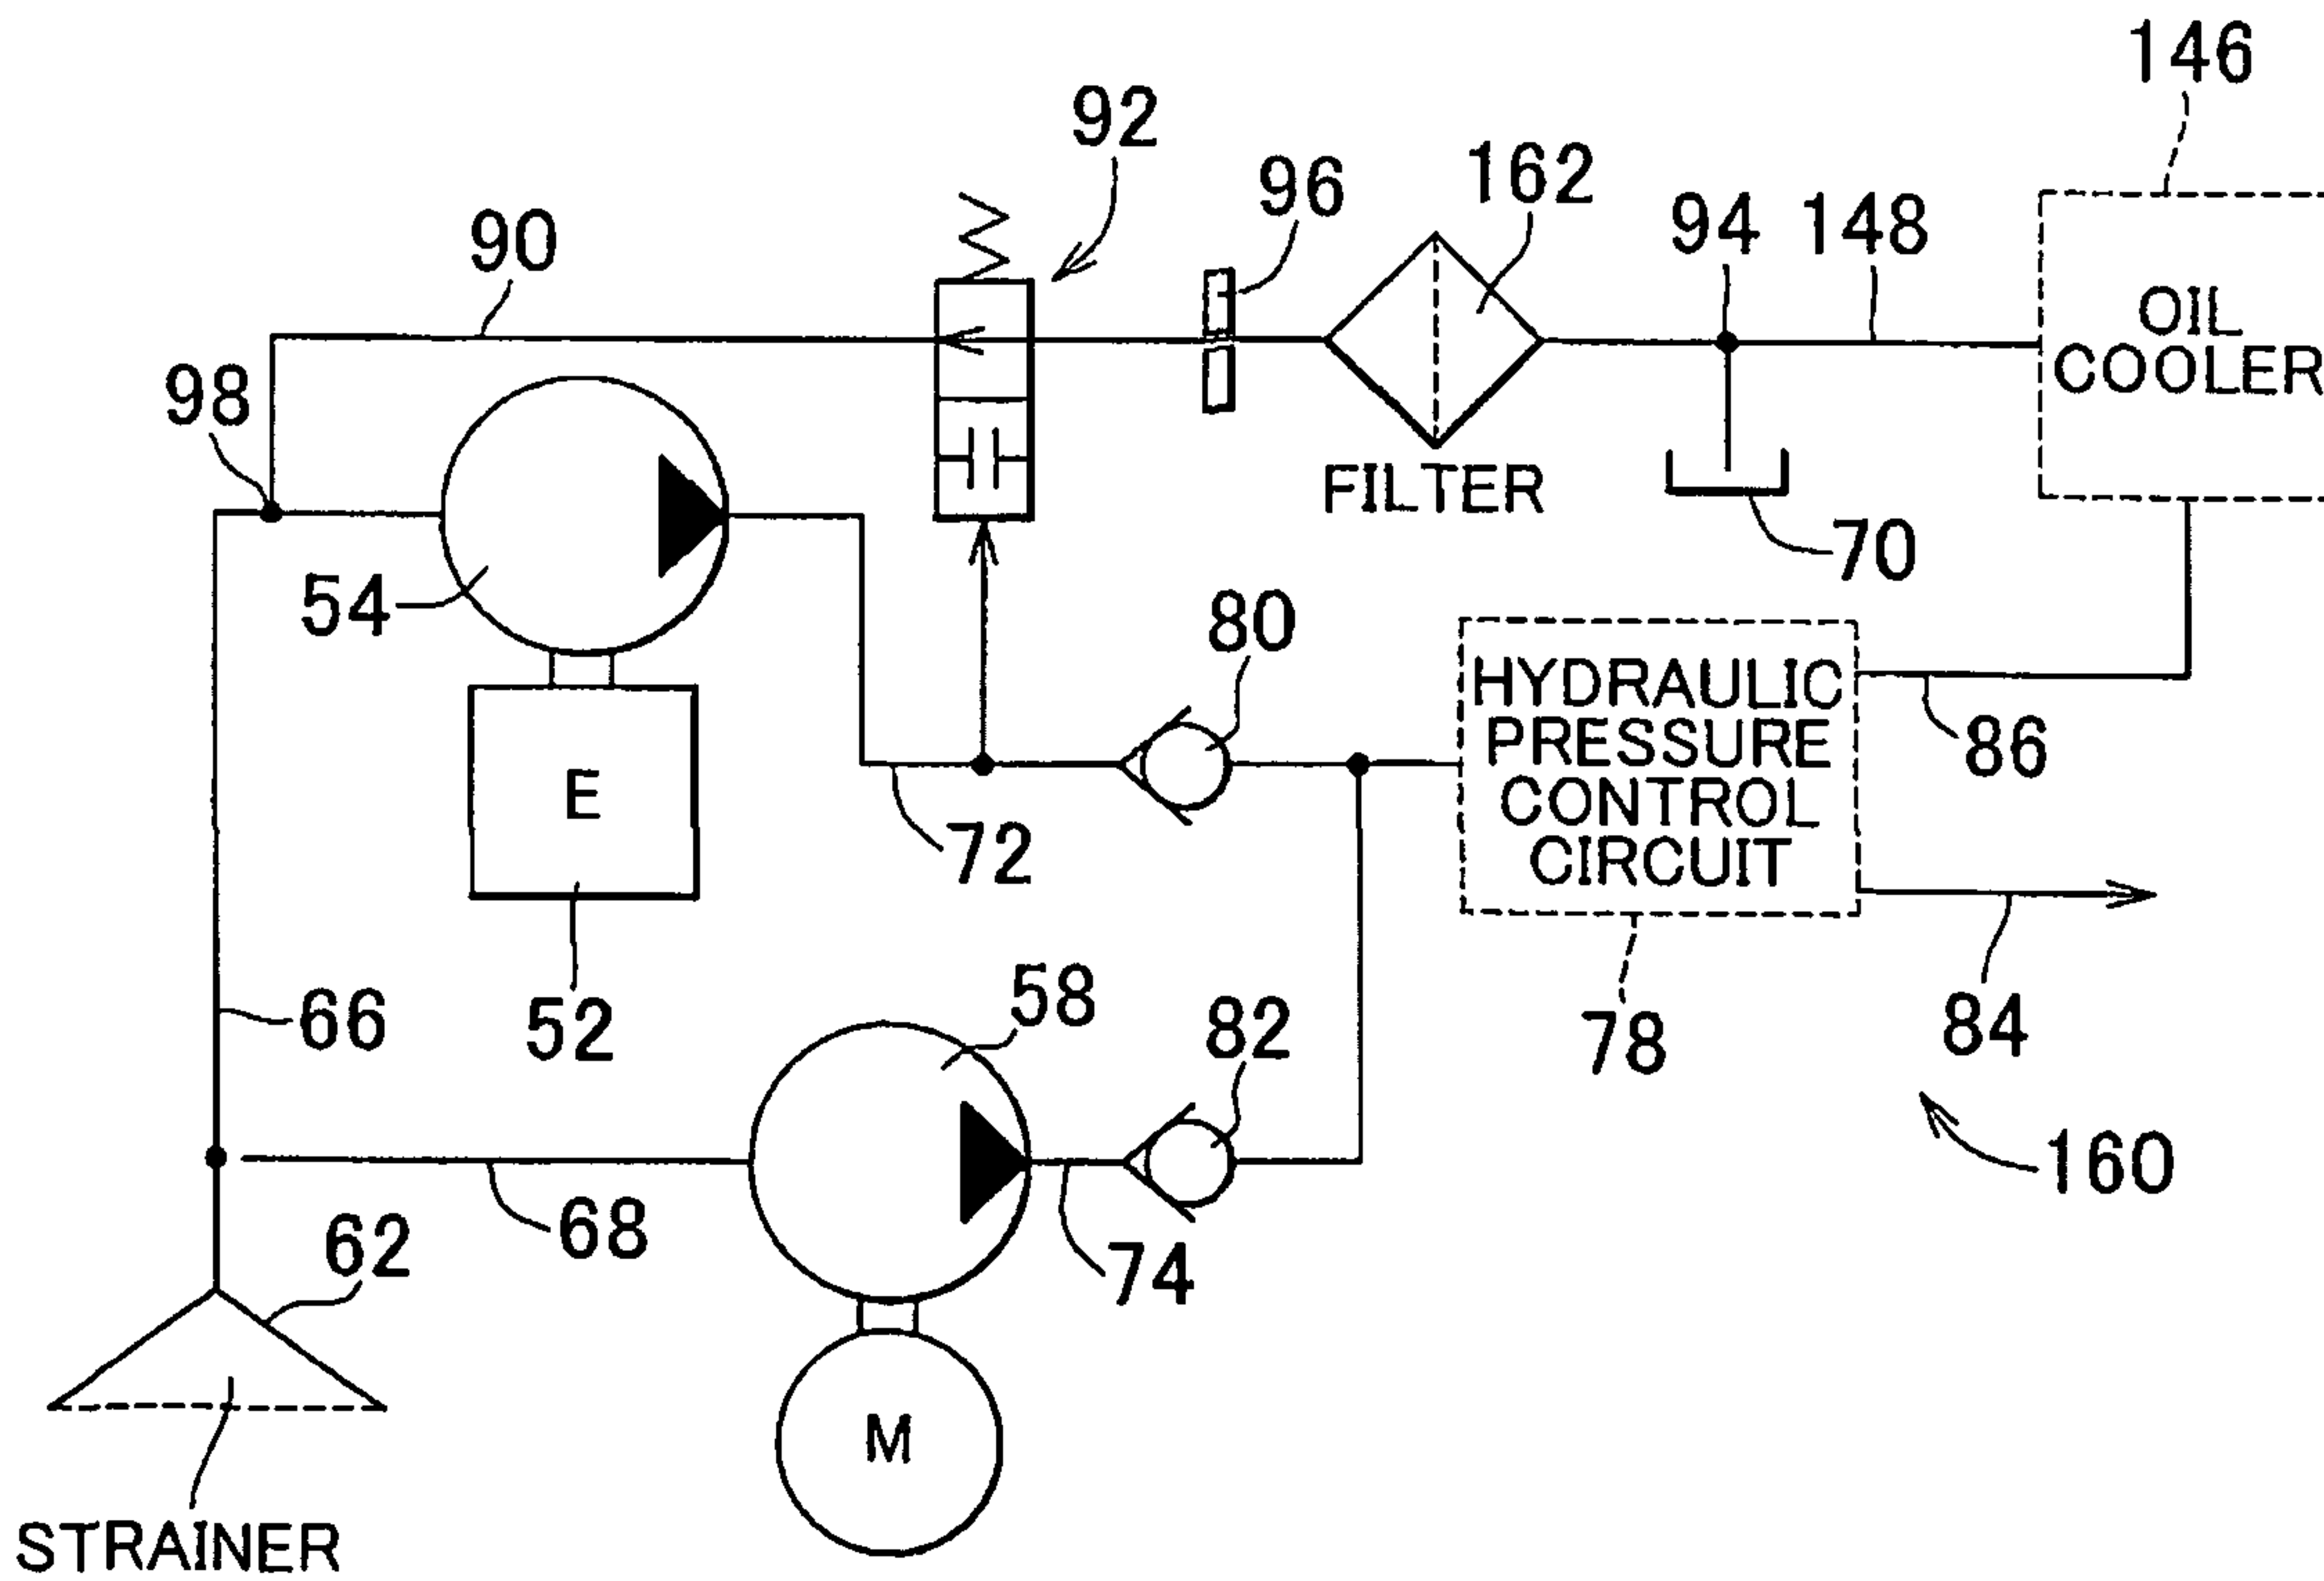 146
92
96
162
94
148
90
98
OIL
COOLER
FILTER
70
54
80
HYDRAULIC
PRESSURE
CONTROL
CIRCUIT
86
E
72
66
52
58
82
78
84
160
68
62
74
M
STRAINER